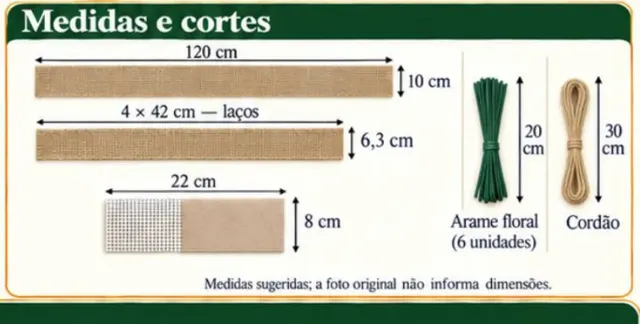 Medidas e cortes
120 cm
10 cm
4 × 42 cm — laços
6,3 cm
22 cm
8 cm
20
cm
30
cm
Arame floral
(6 unidades)
Cordão
Medidas sugeridas; a foto original não informa dimensões.